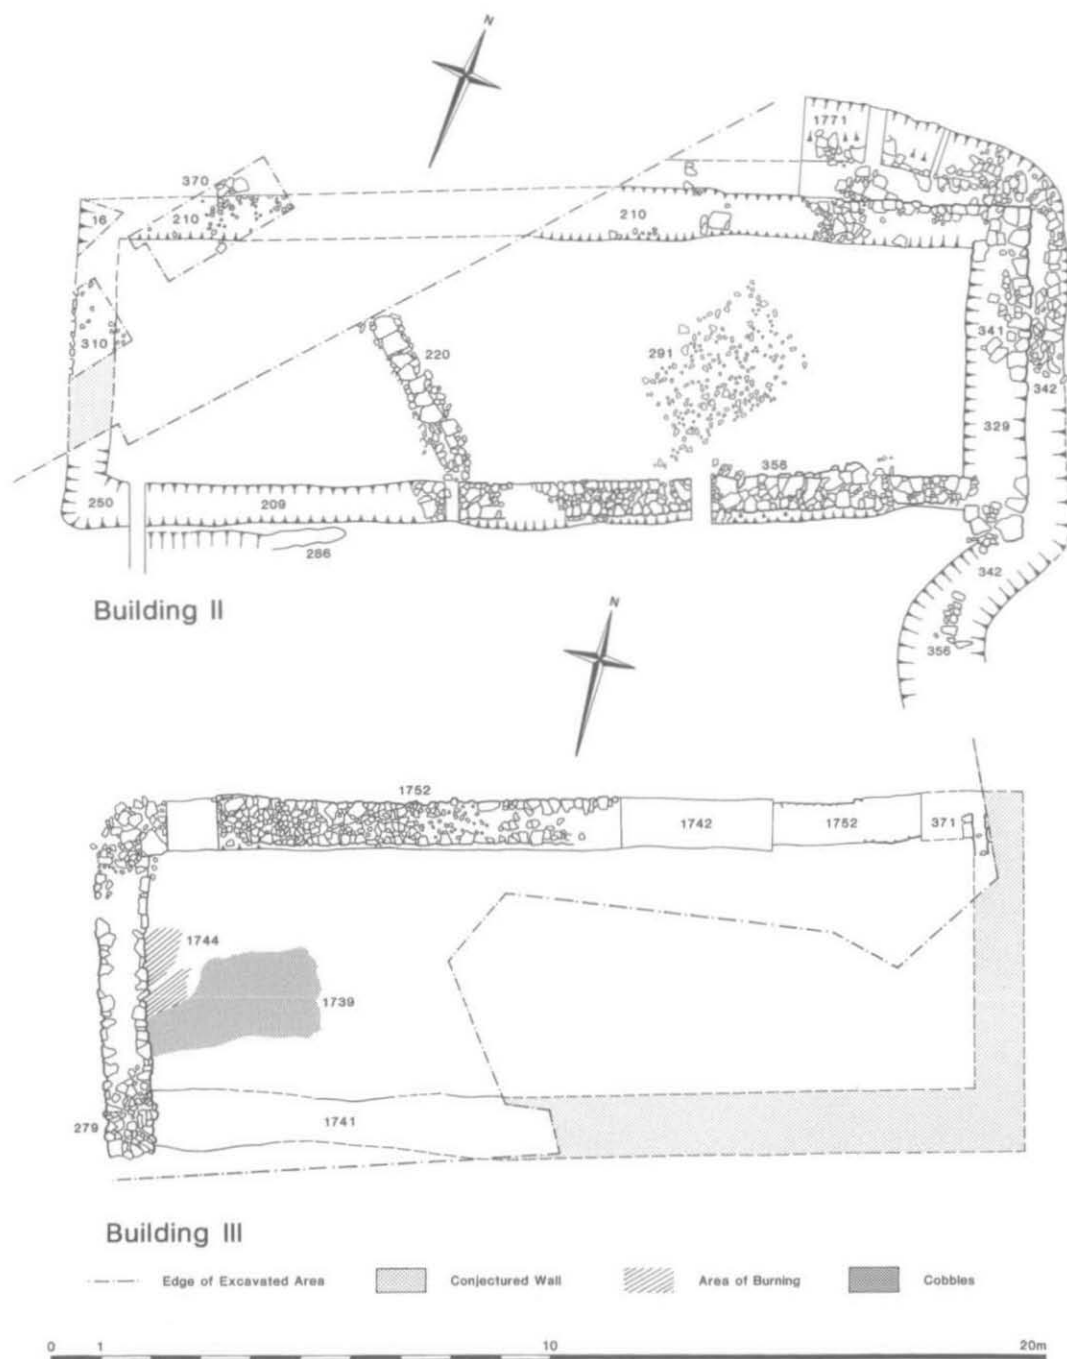 N
1771
370
16
210
210
310
220
291
341
342
329
356
250
209
286
342
356
Building II
N
1752
1742
1752
371
1744
1739
279
1741
Building III
Edge of Excavated Area
Conjectured Wall
Area of Burning
Cobbles
0 1 10 20m